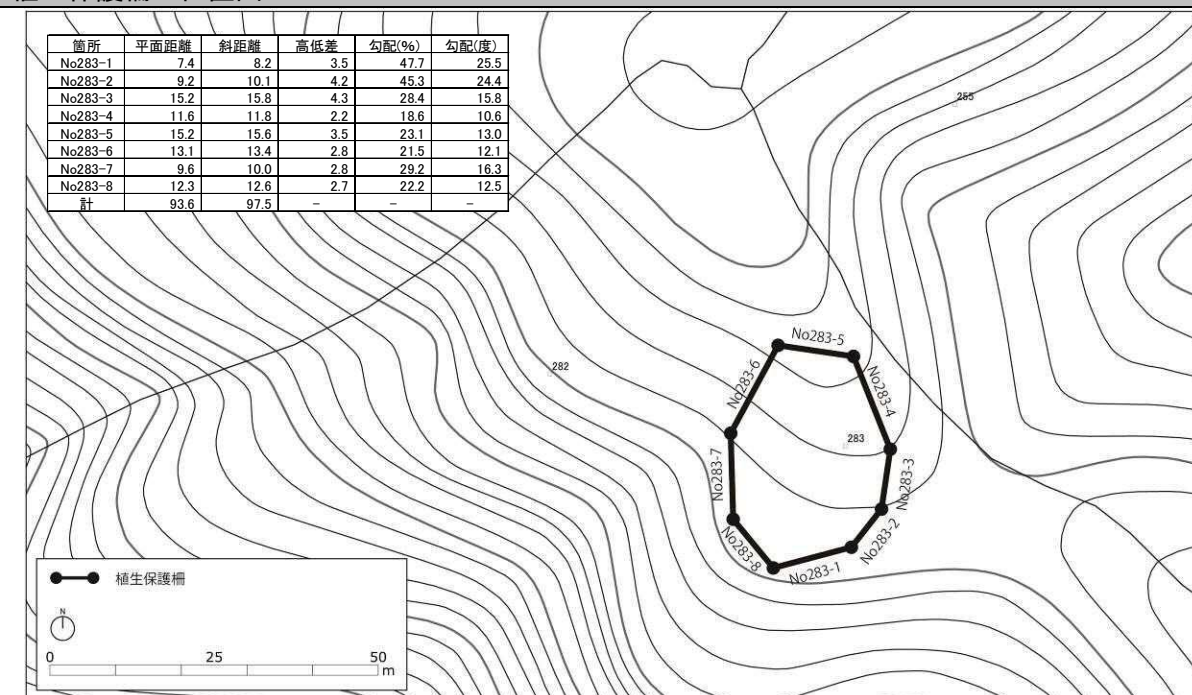 箇所 平面距離 斜距離 高低差 勾配(%) 勾配(度)
No283-1 7.4 8.2 3.5 47.7 25.5
No283-2 9.2 10.1 4.2 45.3 24.4
No283-3 15.2 15.8 4.3 28.4 15.8
No283-4 11.6 11.8 2.2 18.6 10.6
No283-5 15.2 15.6 3.5 23.1 13.0
No283-6 13.1 13.4 2.8 21.5 12.1
No283-7 9.6 10.0 2.8 29.2 16.3
No283-8 12.3 12.6 2.7 22.2 12.5
計 93.6 97.5 - - -
255
No283-5
No283-6
No283-4
282
283
No283-7
No283-3
No283-2
No283-8
No283-1
植生保護柵
N
0 25 50
m